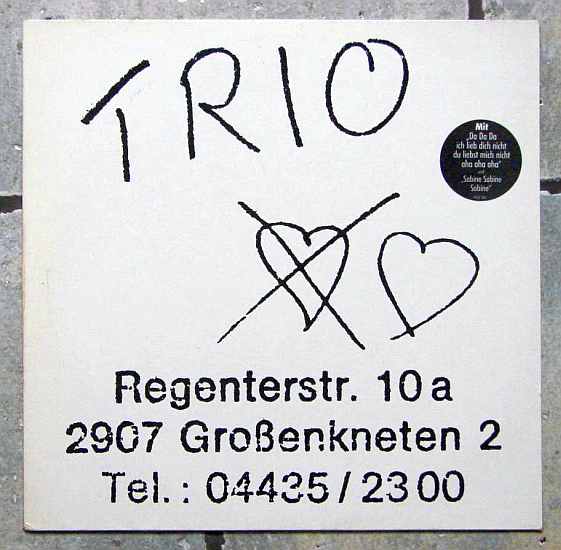 TRIO
Mit
„Da Da Da
ich lieb dich nicht
du liebst mich nicht
aha aha aha"
und
„Sabine Sabine
Sabine"
Regenterstr. 10a
2907 Großenkneten 2
Tel.: 04435/2300